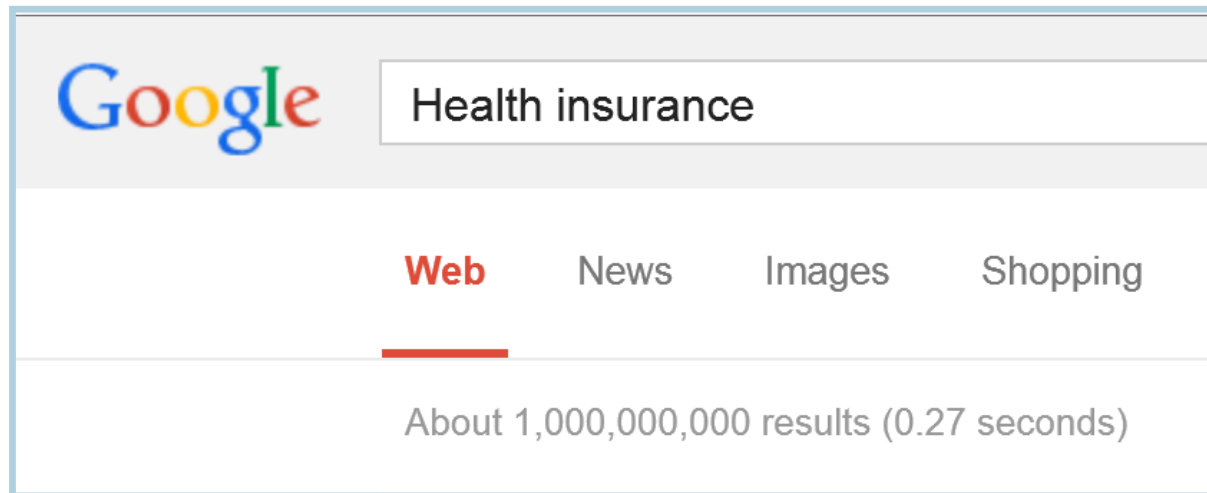 Google Health insurance
Web News Images Shopping
About 1,000,000,000 results (0.27 seconds)